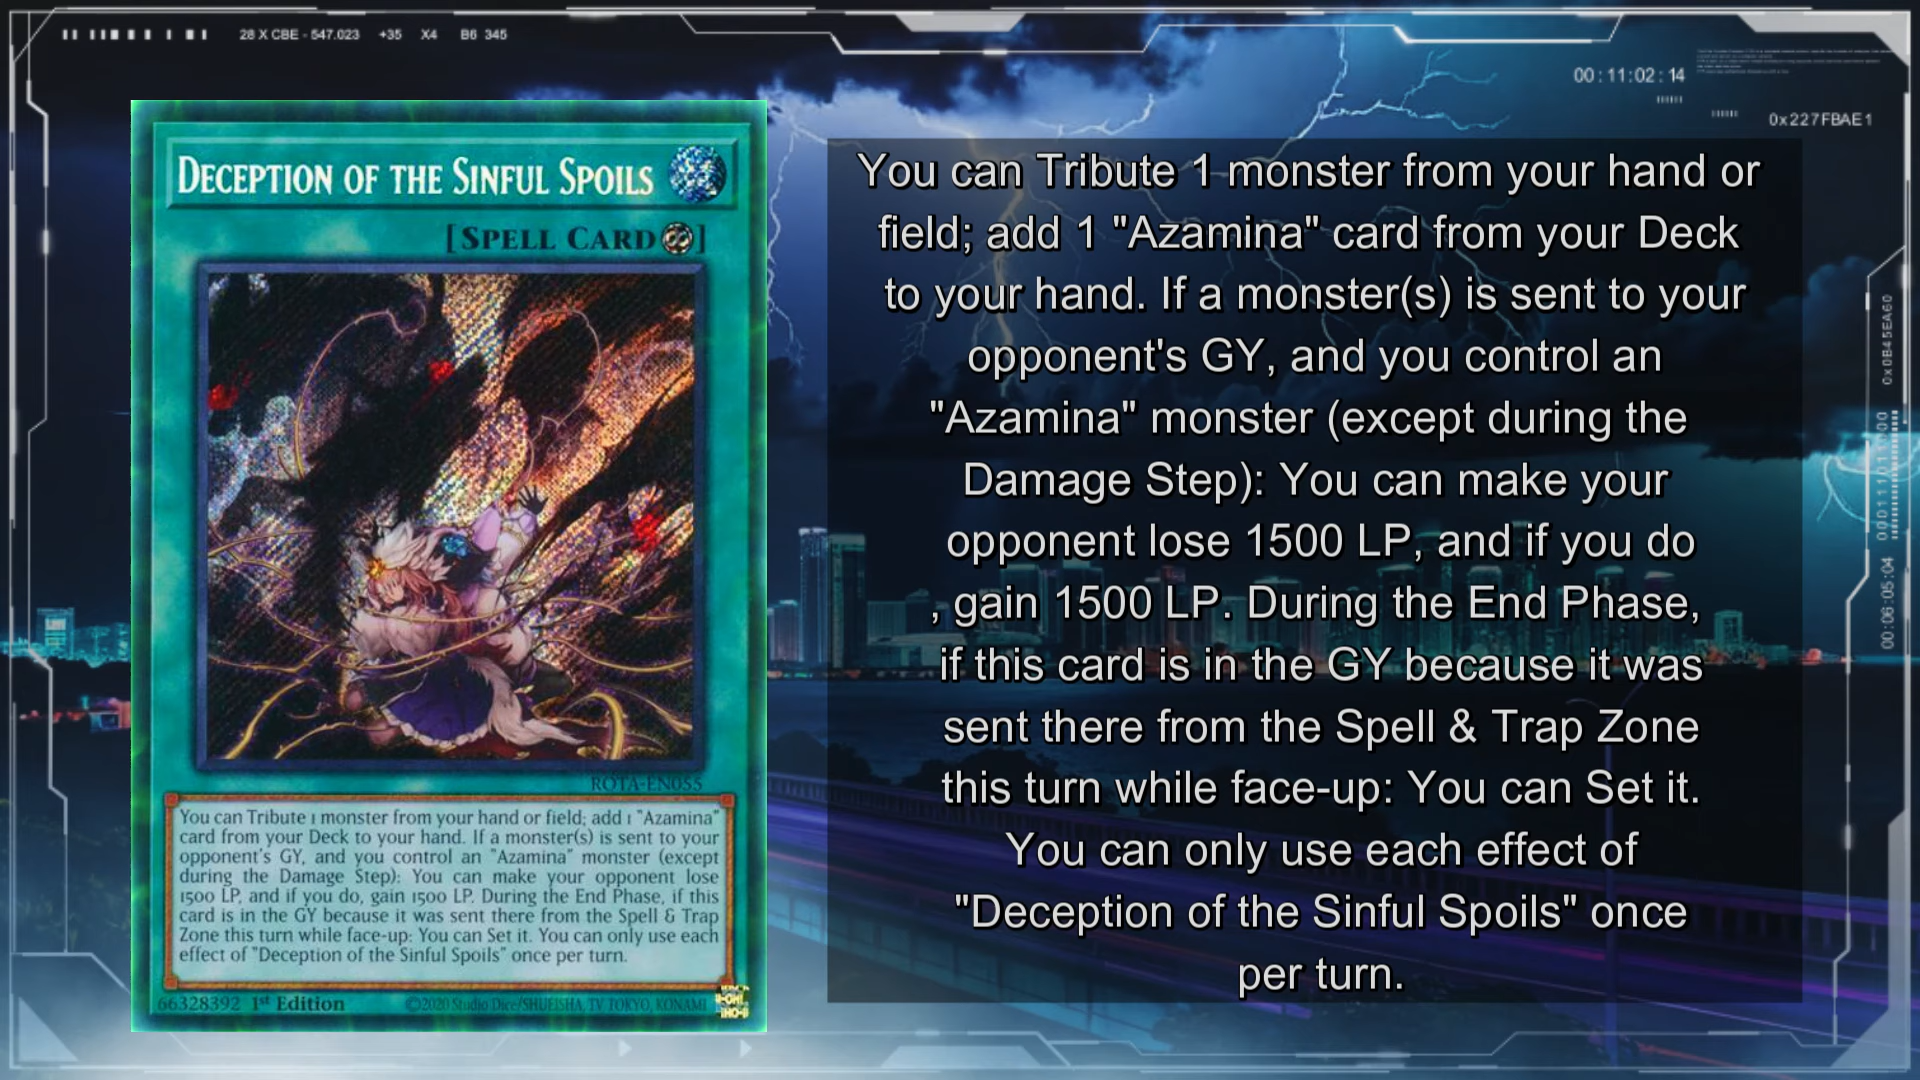 28 X CBE - 547.023 +35 X4 B6 345
00:11:02:14
0x227FBAE1
DECEPTION OF THE SINFUL SPOILS
[SPELL CARD]
ROTA-EN055
You can Tribute 1 monster from your hand or field; add 1 "Azamina"
card from your Deck to your hand. If a monster(s) is sent to your
opponent's GY, and you control an "Azamina" monster (except
during the Damage Step): You can make your opponent lose
1500 LP, and if you do, gain 1500 LP. During the End Phase, if this
card is in the GY because it was sent there from the Spell & Trap
Zone this turn while face-up: You can Set it. You can only use each
effect of "Deception of the Sinful Spoils" once per turn.
66328392 1st Edition ©2020 Studio Dice/SHUEISHA, TV TOKYO, KONAMI
You can Tribute 1 monster from your hand or
field; add 1 "Azamina" card from your Deck
to your hand. If a monster(s) is sent to your
opponent's GY, and you control an
"Azamina" monster (except during the
Damage Step): You can make your
opponent lose 1500 LP, and if you do
, gain 1500 LP. During the End Phase,
if this card is in the GY because it was
sent there from the Spell & Trap Zone
this turn while face-up: You can Set it.
You can only use each effect of
"Deception of the Sinful Spoils" once
per turn.
0x0B45EA60
00:06:05:04